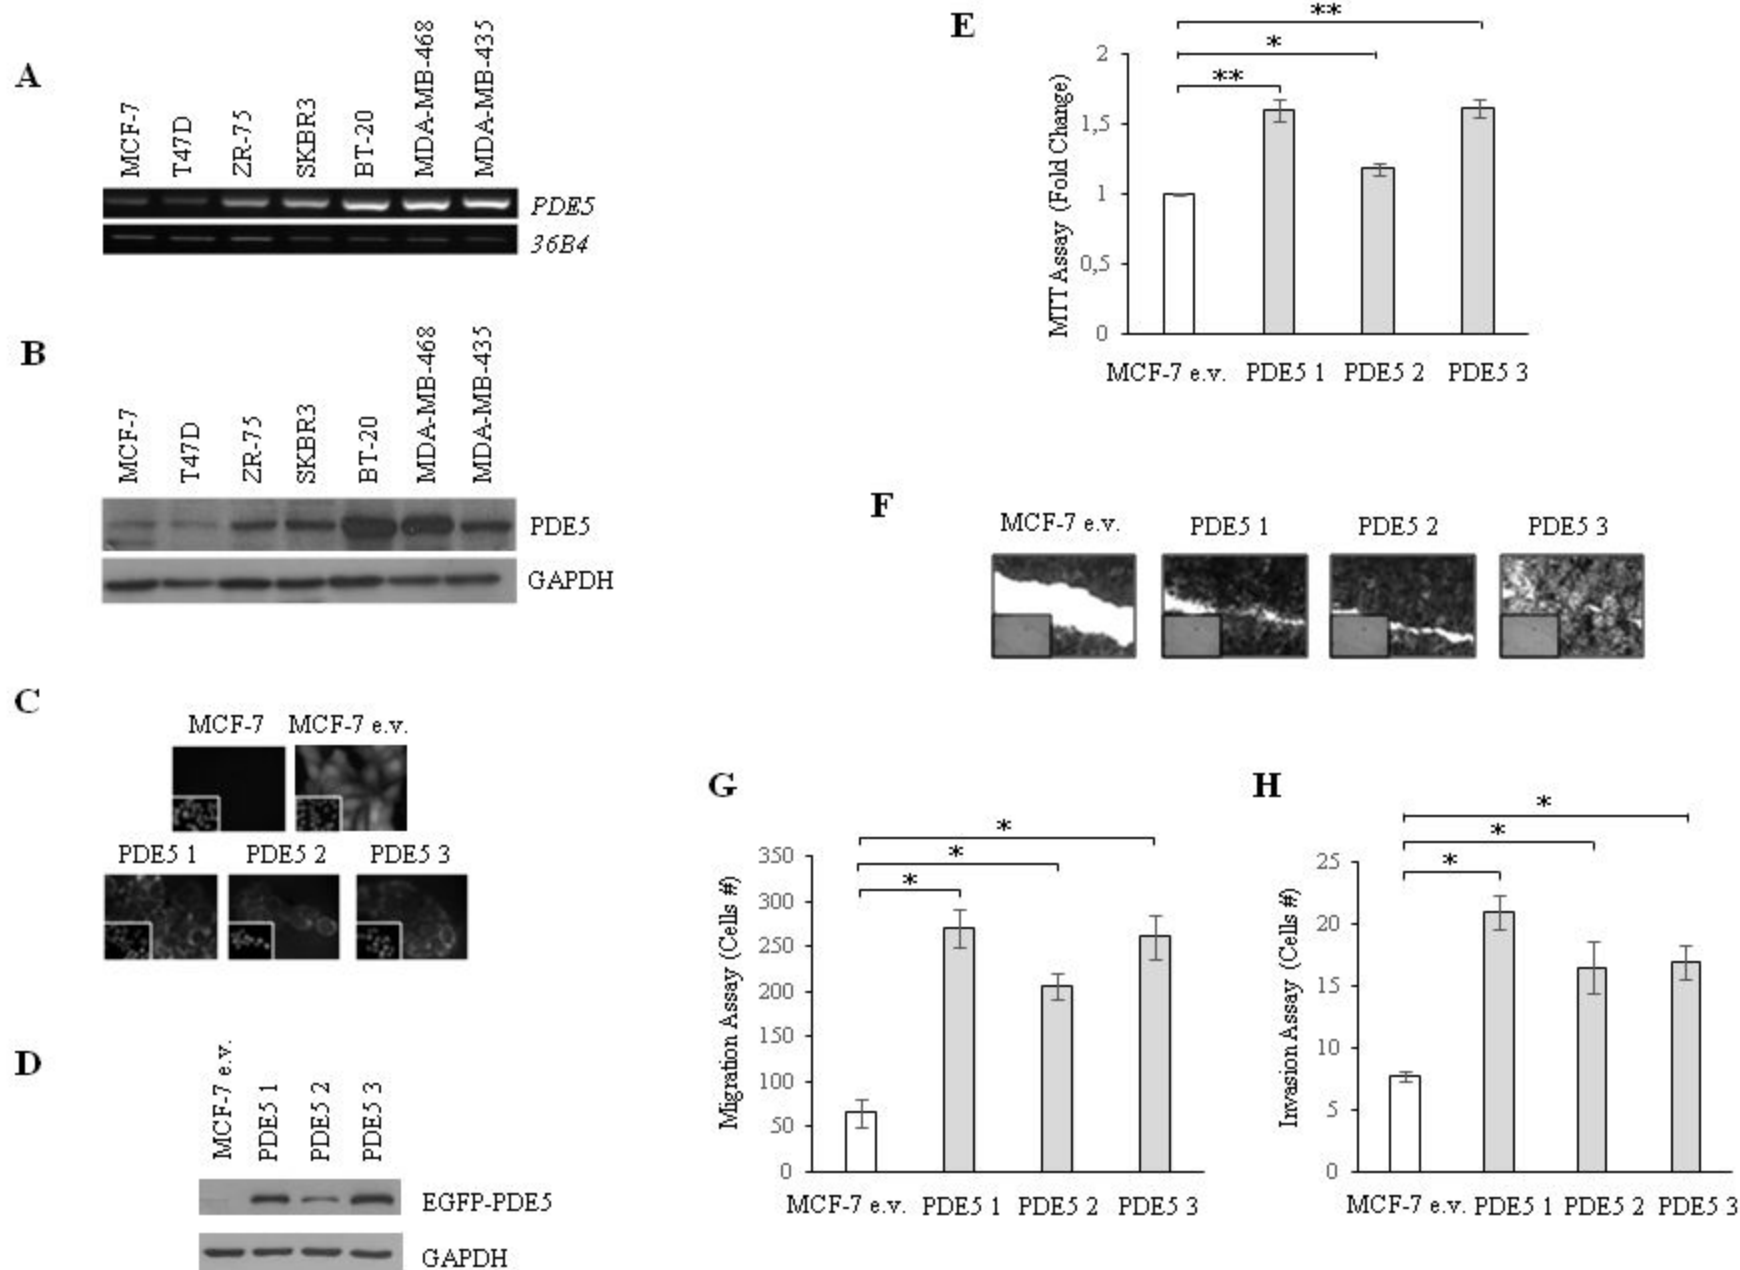 A
MCF-7
T47D
ZR-75
SKBR3
BT-20
MDA-MB-468
MDA-MB-435
PDE5
36B4
B
MCF-7
T47D
ZR-75
SKBR3
BT-20
MDA-MB-468
MDA-MB-435
PDE5
GAPDH
C
MCF-7 MCF-7 e.v.
PDE5 1 PDE5 2 PDE5 3
D
MCF-7 e.v.
PDE5 1
PDE5 2
PDE5 3
EGFP-PDE5
GAPDH
E
**
*
**
MTT Assay (Fold Change)
2
1,5
1
0,5
0
MCF-7 e.v. PDE5 1 PDE5 2 PDE5 3
F
MCF-7 e.v. PDE5 1 PDE5 2 PDE5 3
G
*
*
*
Migration Assay (Cells #)
350
300
250
200
150
100
50
0
MCF-7 e.v. PDE5 1 PDE5 2 PDE5 3
H
*
*
*
Invasion Assay (Cells #)
25
20
15
10
5
0
MCF-7 e.v. PDE5 1 PDE5 2 PDE5 3